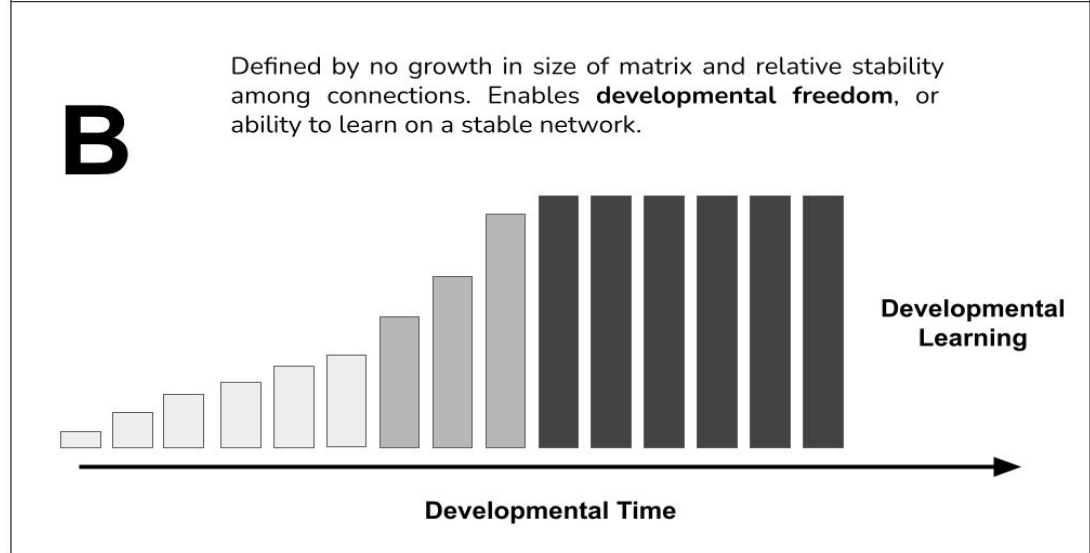 Defined by no growth in size of matrix and relative stability
among connections. Enables developmental freedom, or
ability to learn on a stable network.
B
Developmental
Learning
Developmental Time